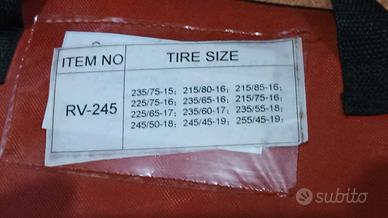 ITEM NO TIRE SIZE
RV-245
235/75-15; 215/80-16; 215/85-16;
225/75-16; 235/65-16; 215/75-16;
225/65-17; 235/60-17; 235/55-18;
245/50-18; 245/45-19; 255/45-19;
subito